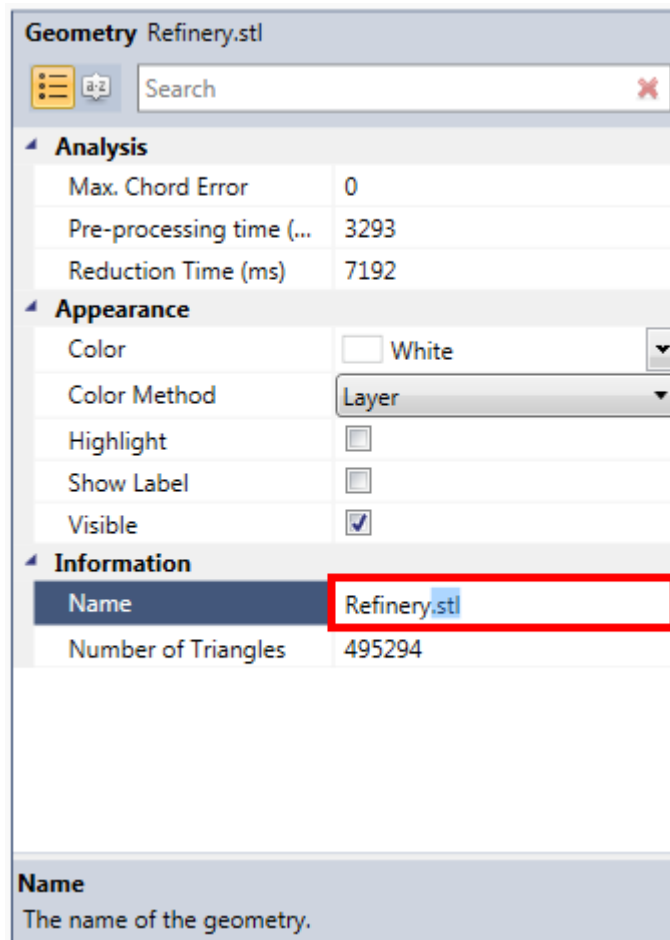 Geometry Refinery.stl
Search
Analysis
Max. Chord Error 0
Pre-processing time (... 3293
Reduction Time (ms) 7192
Appearance
Color White
Color Method Layer
Highlight
Show Label
Visible
Information
Name Refinery.stl
Number of Triangles 495294
Name
The name of the geometry.